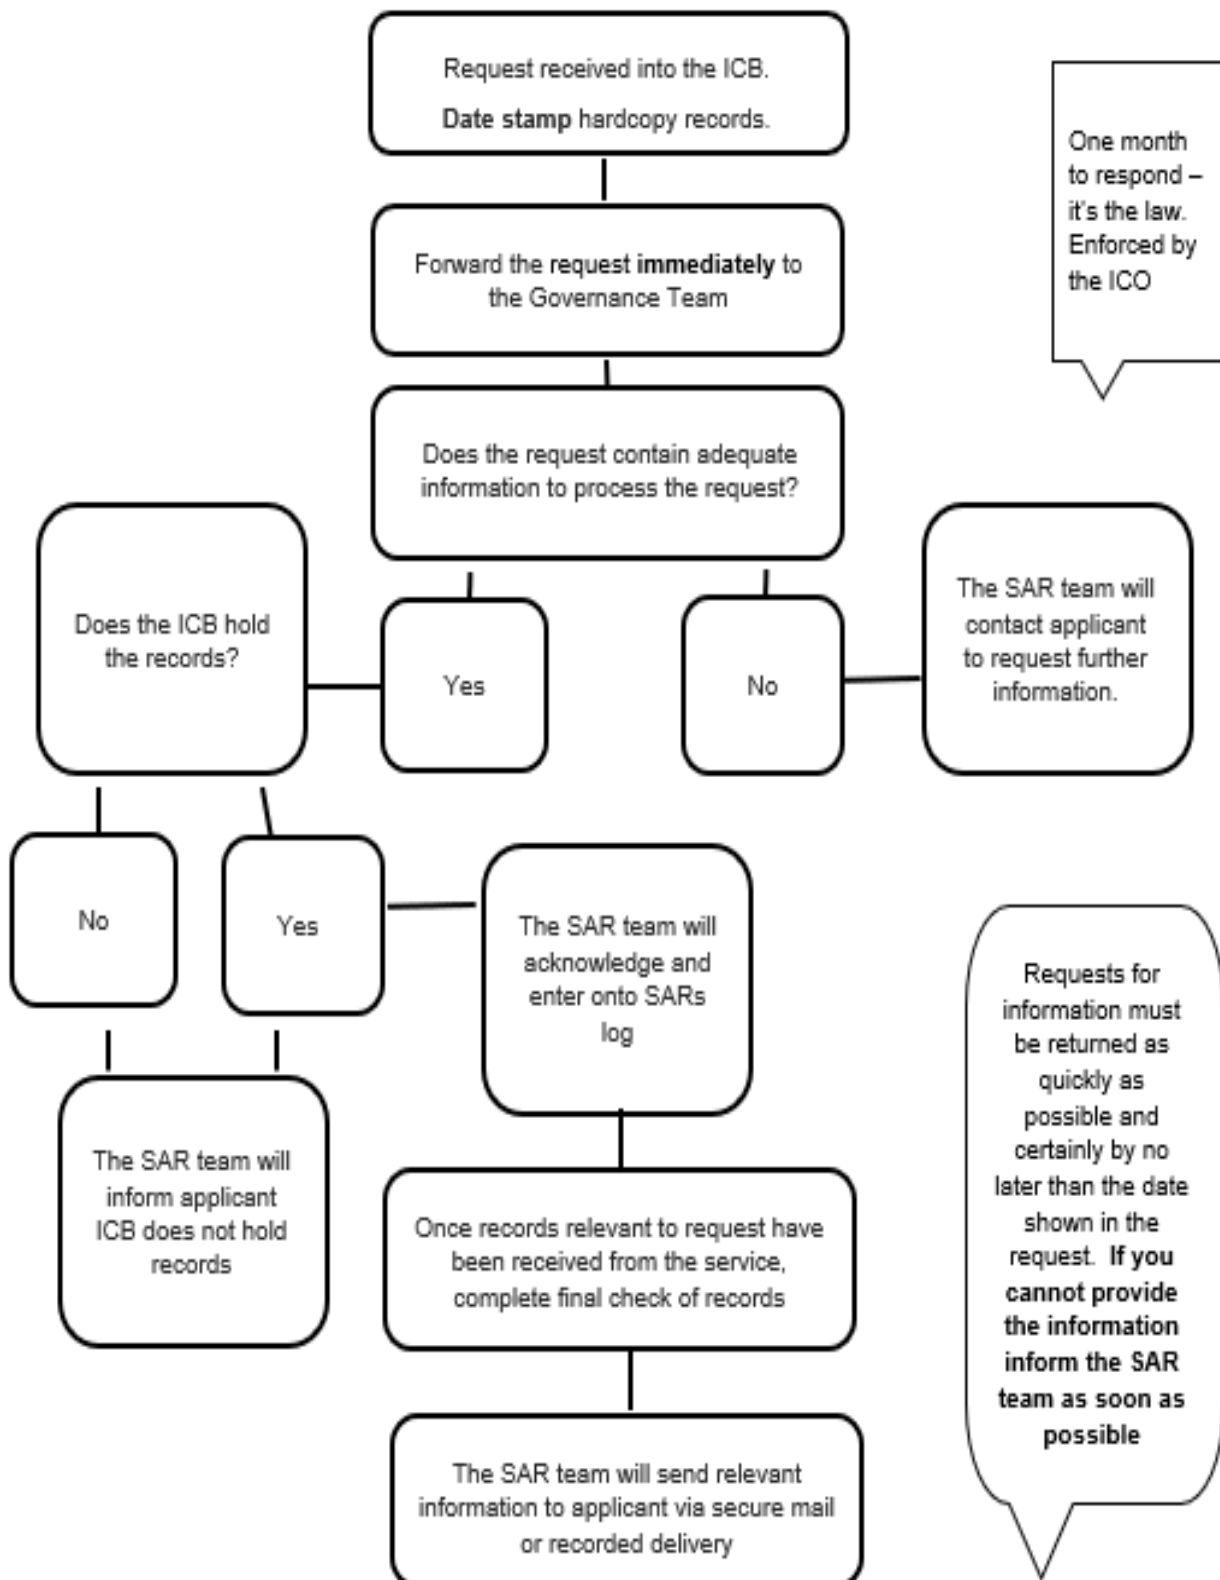 Request received into the ICB.
Date stamp hardcopy records.
One month
to respond –
it's the law.
Enforced by
the ICO
Forward the request immediately to
the Governance Team
Does the request contain adequate
information to process the request?
Does the ICB hold
the records?
Yes
No
The SAR team will
contact applicant
to request further
information.
No
Yes
The SAR team will
acknowledge and
enter onto SARs
log
Requests for
information must
be returned as
quickly as
possible and
certainly by no
later than the date
shown in the
request. If you
cannot provide
the information
inform the SAR
team as soon as
possible
The SAR team will
inform applicant
ICB does not hold
records
Once records relevant to request have
been received from the service,
complete final check of records
The SAR team will send relevant
information to applicant via secure mail
or recorded delivery